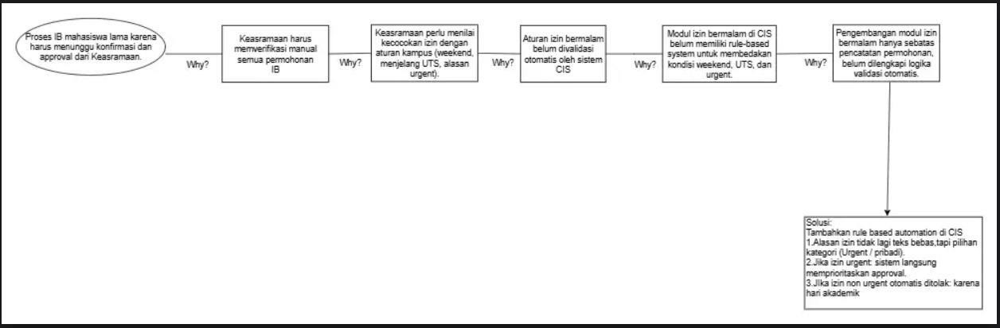 Proses IB mahasiswa lama karena
harus menunggu konfirmasi dan
approval dari Keasramaan.
Why?
Keasramaan harus
memverifikasi manual
semua permohonan
IB
Why?
Keasramaan perlu menilai
kecocokan izin dengan
aturan kampus (weekend,
menjelang UTS, alasan
urgent).
Why?
Aturan izin bermalam
belum divalidasi
otomatis oleh sistem
CIS
Why?
Modul izin bermalam di CIS
belum memiliki rule-based
system untuk membedakan
kondisi weekend, UTS, dan
urgent.
Why?
Pengembangan modul izin
bermalam hanya sebatas
pencatatan permohonan,
belum dilengkapi logika
validasi otomatis.
Solusi:
Tambahkan rule based automation di CIS
1.Alasan izin tidak lagi teks bebas,tapi pilihan
kategori (Urgent / pribadi).
2.Jika izin urgent: sistem langsung
memprioritaskan approval.
3.JIka izin non urgent otomatis ditolak: karena
hari akademik